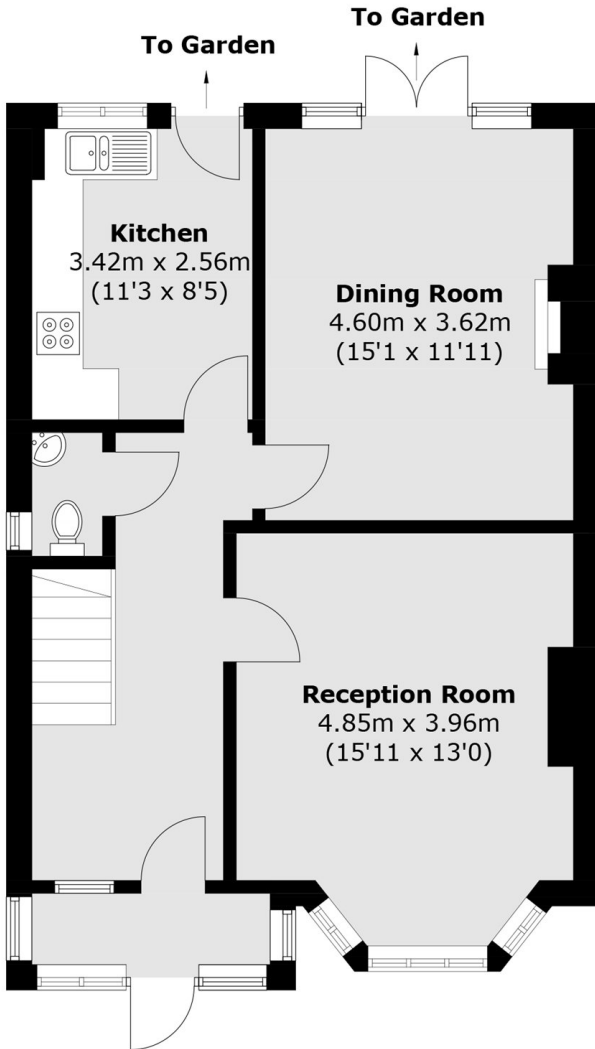 To Garden
To Garden
Kitchen
3.42m x 2.56m
(11'3 x 8'5)
Dining Room
4.60m x 3.62m
(15'1 x 11'11)
Reception Room
4.85m x 3.96m
(15'11 x 13'0)